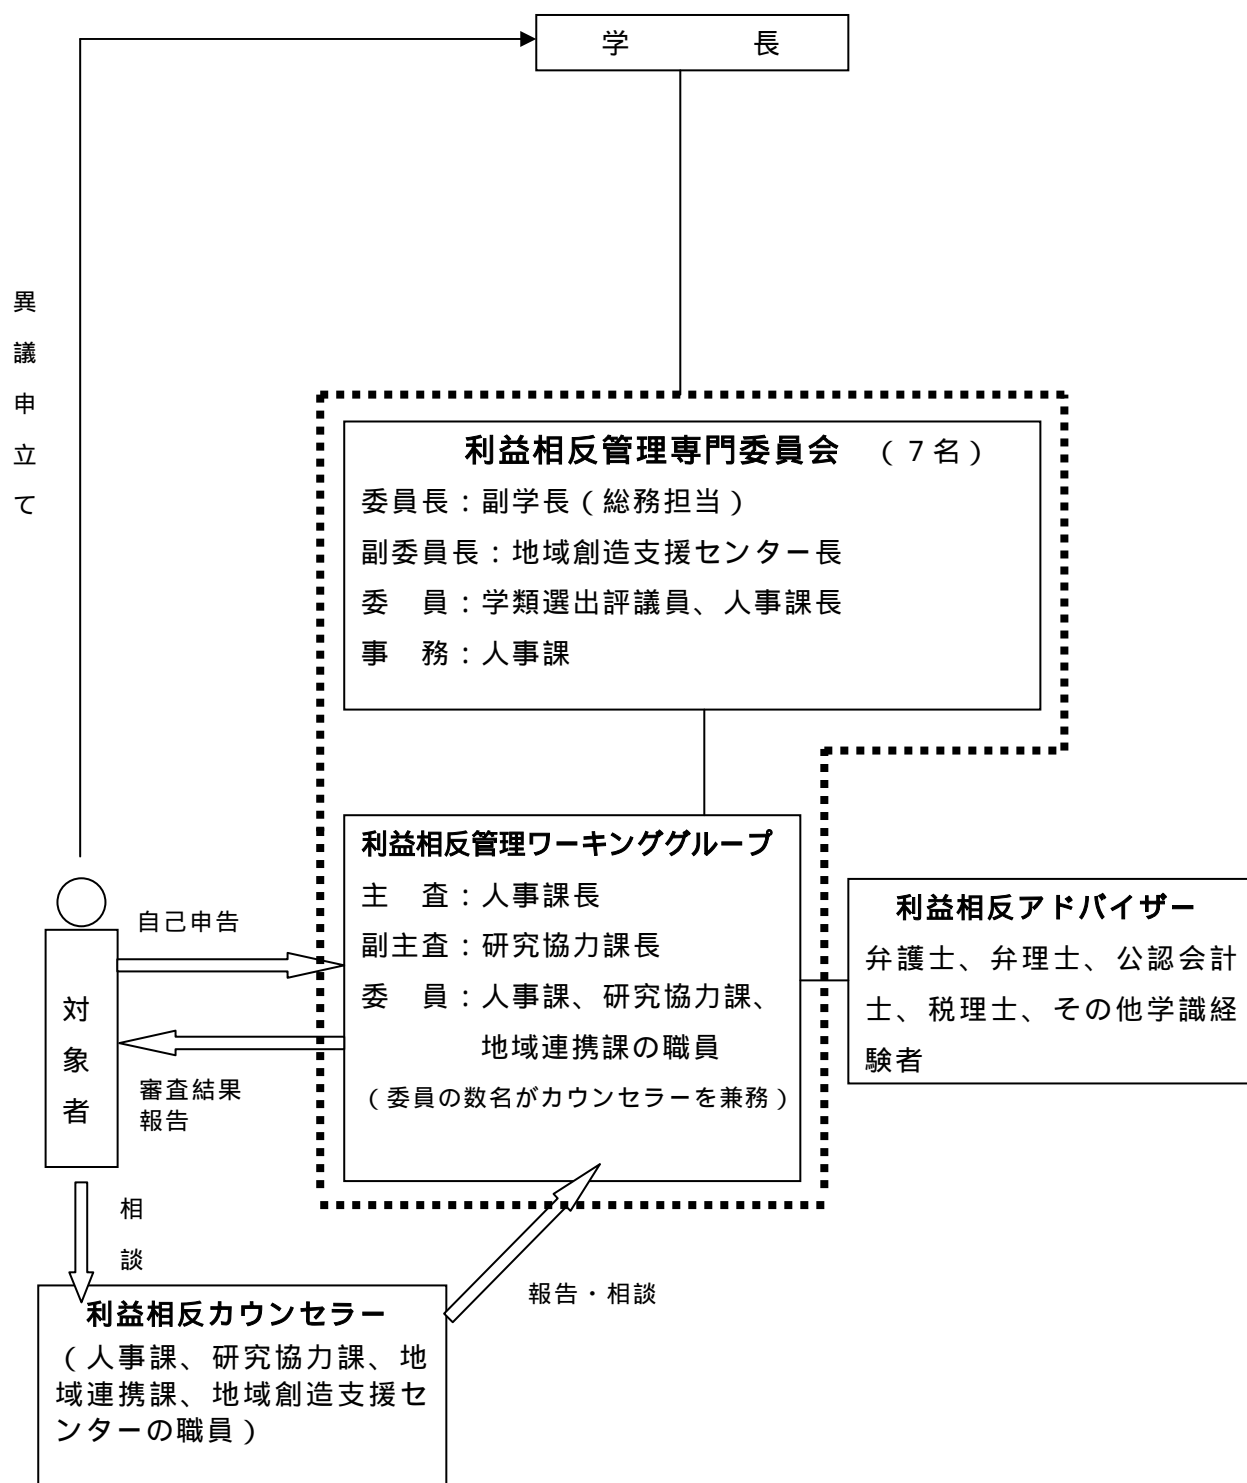 学　長
異議申立て
利益相反管理専門委員会　（７名）
委員長：副学長（総務担当）
副委員長：地域創造支援センター長
委　員：学類選出評議員、人事課長
事　務：人事課
利益相反管理ワーキンググループ
主　査：人事課長
副主査：研究協力課長
委　員：人事課、研究協力課、
地域連携課の職員
（委員の数名がカウンセラーを兼務）
利益相反アドバイザー
弁護士、弁理士、公認会計
士、税理士、その他学識経
験者
自己申告
対象者
審査結果
報告
相談
報告・相談
利益相反カウンセラー
（人事課、研究協力課、地
域連携課、地域創造支援セ
ンターの職員）